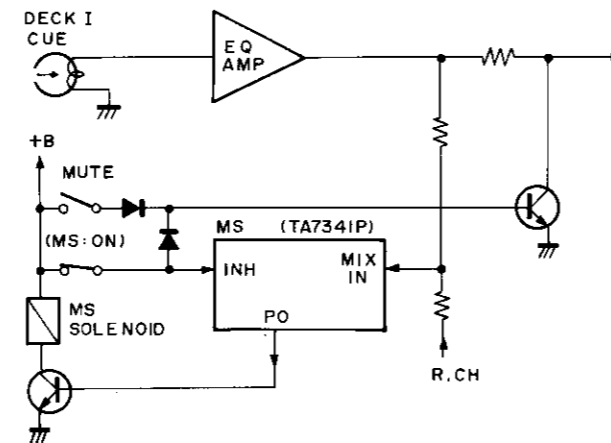 DECK I
CUE
EQ
AMP
+B
MUTE
(MS:ON)
MS (TA7341P)
INH
MIX
IN
PO
MS
SOLENOID
R.CH